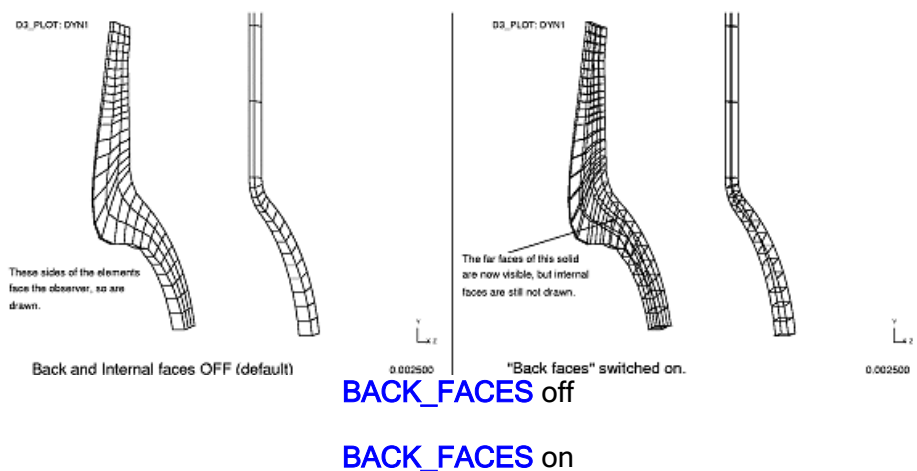 D3_PLOT: DYN1
These sides of the elements
face the observer, so are
drawn.
Y
X Z
Back and Internal faces OFF (default)
0.002500
D3_PLOT: DYN1
The far faces of this solid
are now visible, but internal
faces are still not drawn.
Y
X Z
"Back faces" switched on.
0.002500
BACK_FACES off
BACK_FACES on